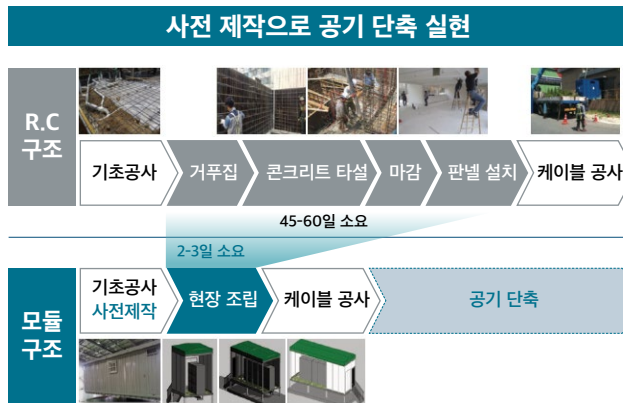 사전 제작으로 공기 단축 실현
R.C
구조
기초공사
거푸집
콘크리트 타설
마감
판넬 설치
케이블 공사
45-60일 소요
2-3일 소요
모듈
구조
기초공사
사전제작
현장 조립
케이블 공사
공기 단축